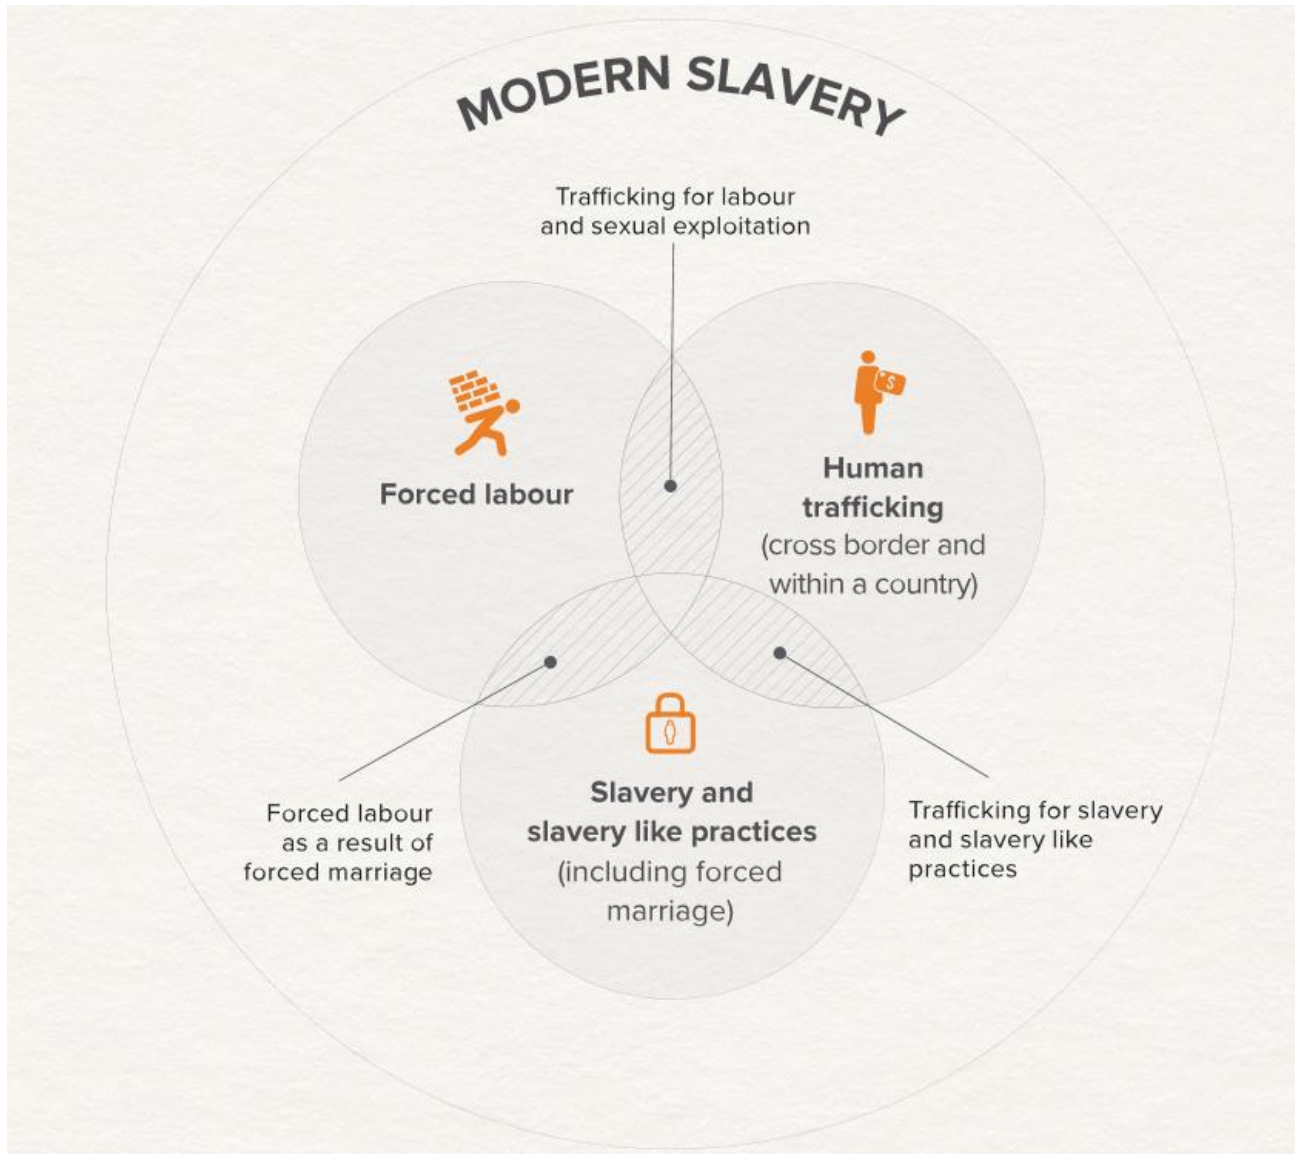 MODERN SLAVERY
Trafficking for labour
and sexual exploitation
Forced labour
$
Human
trafficking
(cross border and
within a country)
Forced labour
as a result of
forced marriage
Slavery and
slavery like practices
(including forced
marriage)
Trafficking for slavery
and slavery like
practices